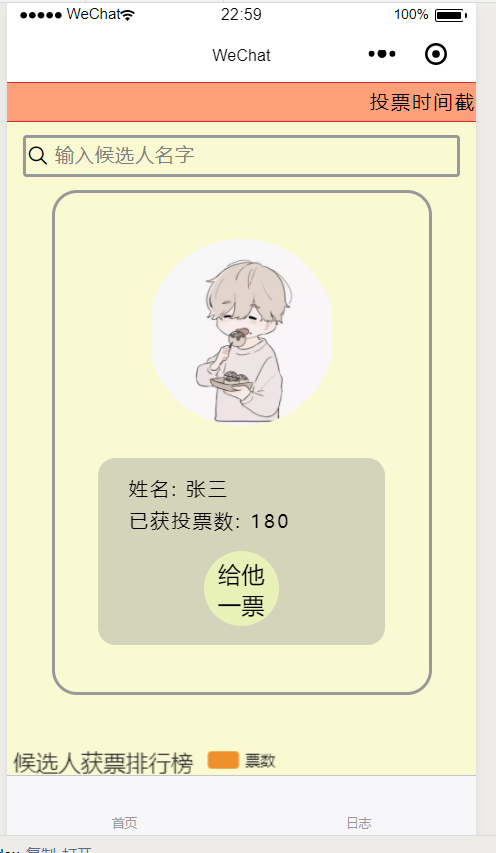 WeChat 22:59 100%
WeChat
投票时间截
输入候选人名字
姓名: 张三
已获投票数: 180
给他
一票
候选人获票排行榜 票数
首页 日志
复制 打开